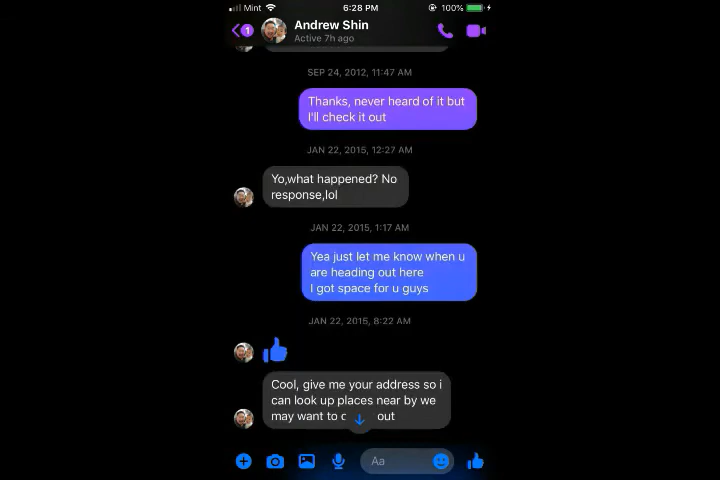 Mint 6:28 PM 100%
1
Andrew Shin
Active 7h ago
SEP 24, 2012, 11:47 AM
Thanks, never heard of it but
I'll check it out
JAN 22, 2015, 12:27 AM
Yo,what happened? No
response,lol
JAN 22, 2015, 1:17 AM
Yea just let me know when u
are heading out here
I got space for u guys
JAN 22, 2015, 8:22 AM
Cool, give me your address so i
can look up places near by we
may want to out
Aa